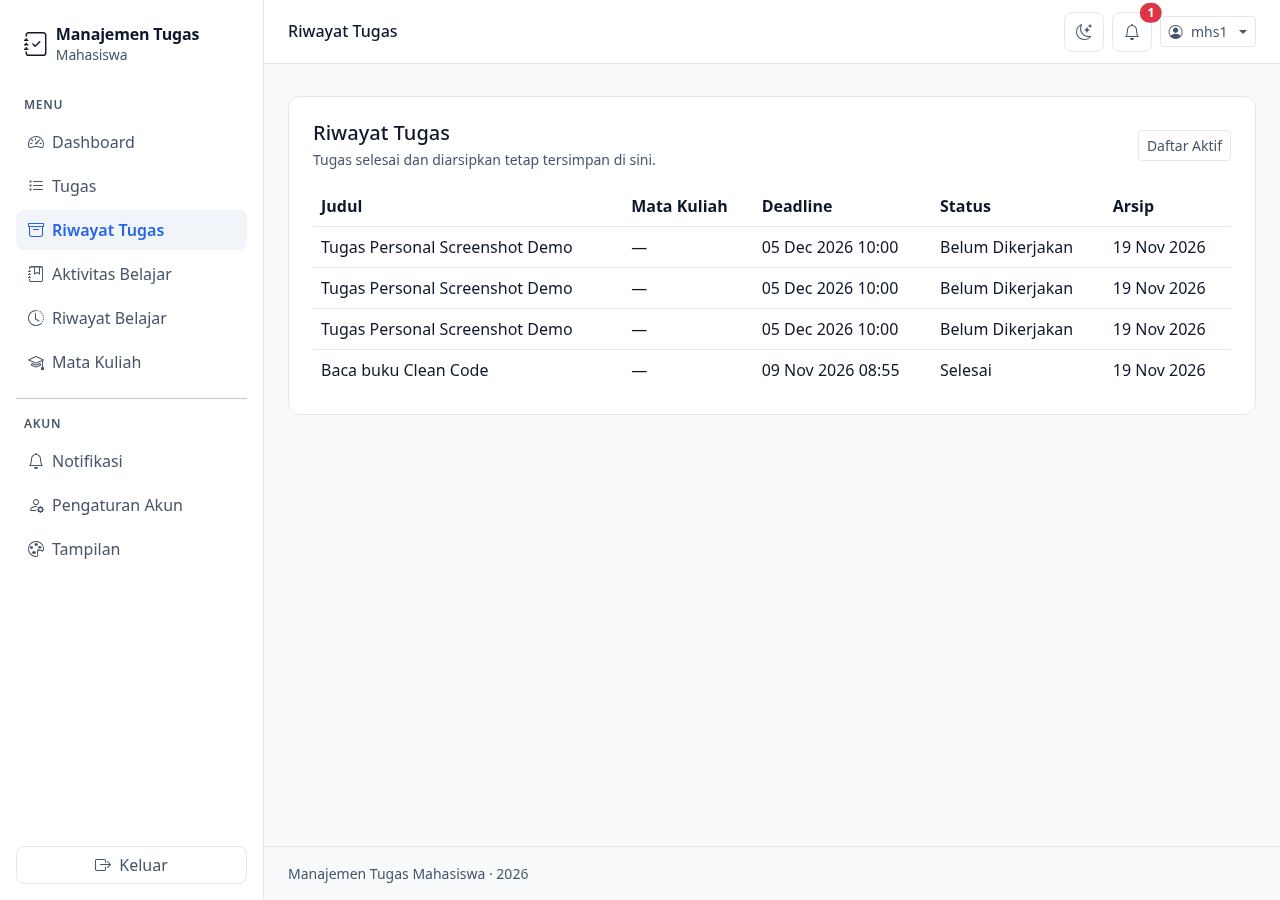 Manajemen Tugas
Mahasiswa
MENU
Dashboard
Tugas
Riwayat Tugas
Aktivitas Belajar
Riwayat Belajar
Mata Kuliah
AKUN
Notifikasi
Pengaturan Akun
Tampilan
Keluar
Riwayat Tugas
1
mhs1
Riwayat Tugas
Tugas selesai dan diarsipkan tetap tersimpan di sini.
Daftar Aktif
Judul Mata Kuliah Deadline Status Arsip
Tugas Personal Screenshot Demo — 05 Dec 2026 10:00 Belum Dikerjakan 19 Nov 2026
Tugas Personal Screenshot Demo — 05 Dec 2026 10:00 Belum Dikerjakan 19 Nov 2026
Tugas Personal Screenshot Demo — 05 Dec 2026 10:00 Belum Dikerjakan 19 Nov 2026
Baca buku Clean Code — 09 Nov 2026 08:55 Selesai 19 Nov 2026
Manajemen Tugas Mahasiswa · 2026